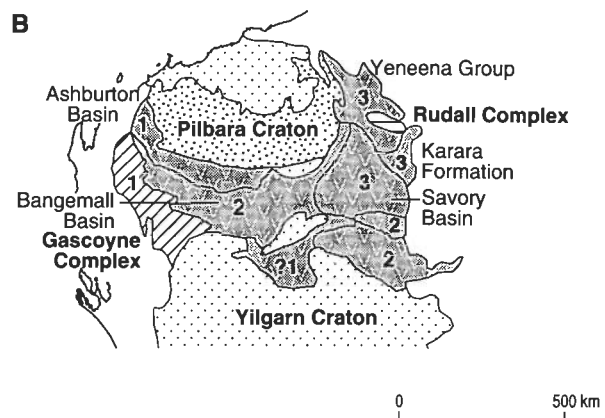 B
Yeneena Group
Ashburton
Basin
3
Rudall Complex
1
Pilbara Craton
Karara
Formation
3
1
3
Bangemall
Basin
2
Savory
Basin
2
Gascoyne
Complex
?1
2
Yilgarn Craton
0
500 km